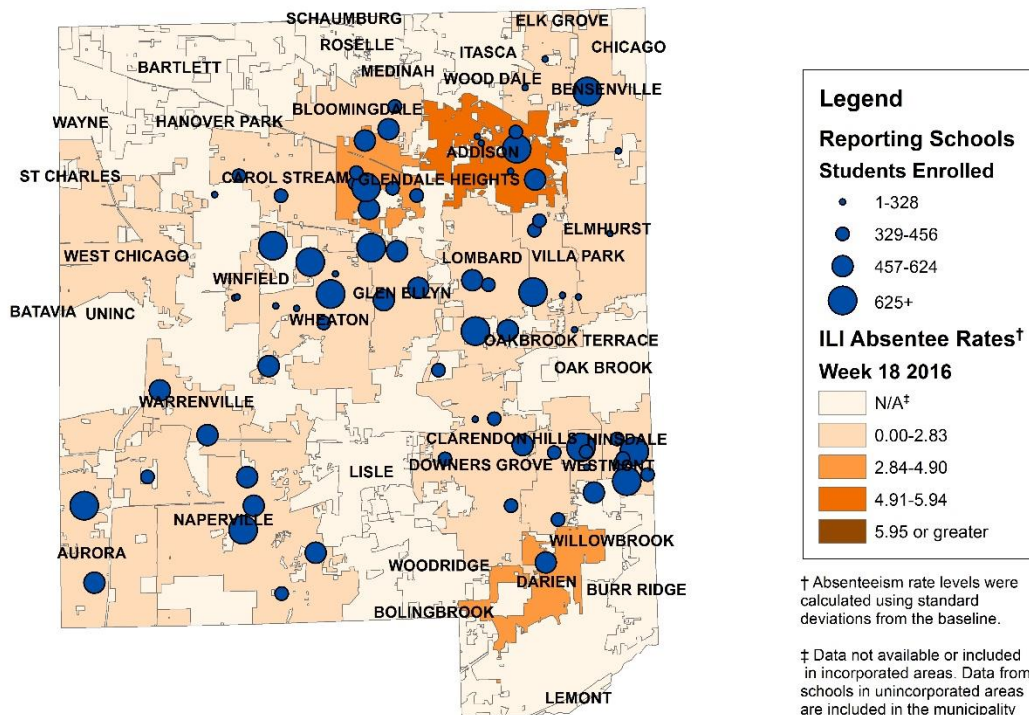 SCHAUMBURG
ELK GROVE
ROSELLE
ITASCA
CHICAGO
BARTLETT
MEDINAH
WOOD DALE
BENSENVILLE
BLOOMINGDALE
WAYNE
HANOVER PARK
ADDISON
ST CHARLES
CAROL STREAM
GLENDALE HEIGHTS
ELMHURST
WEST CHICAGO
LOMBARD
VILLA PARK
WINFIELD
GLEN ELLYN
BATAVIA
UNINC
WHEATON
OAKBROOK TERRACE
OAK BROOK
WARRENVILLE
CLARENDON HILLS
HINSDALE
LISLE
DOWNERS GROVE
WESTMONT
NAPERVILLE
WILLOWBROOK
AURORA
WOODRIDGE
DARIEN
BURR RIDGE
BOLINGBROOK
LEMONT
Legend
Reporting Schools
Students Enrolled
1-328
329-456
457-624
625+
ILI Absentee Rates†
Week 18 2016
N/A‡
0.00-2.83
2.84-4.90
4.91-5.94
5.95 or greater
† Absenteeism rate levels were
calculated using standard
deviations from the baseline.
‡ Data not available or included
in incorporated areas. Data from
schools in unincorporated areas
are included in the municipality